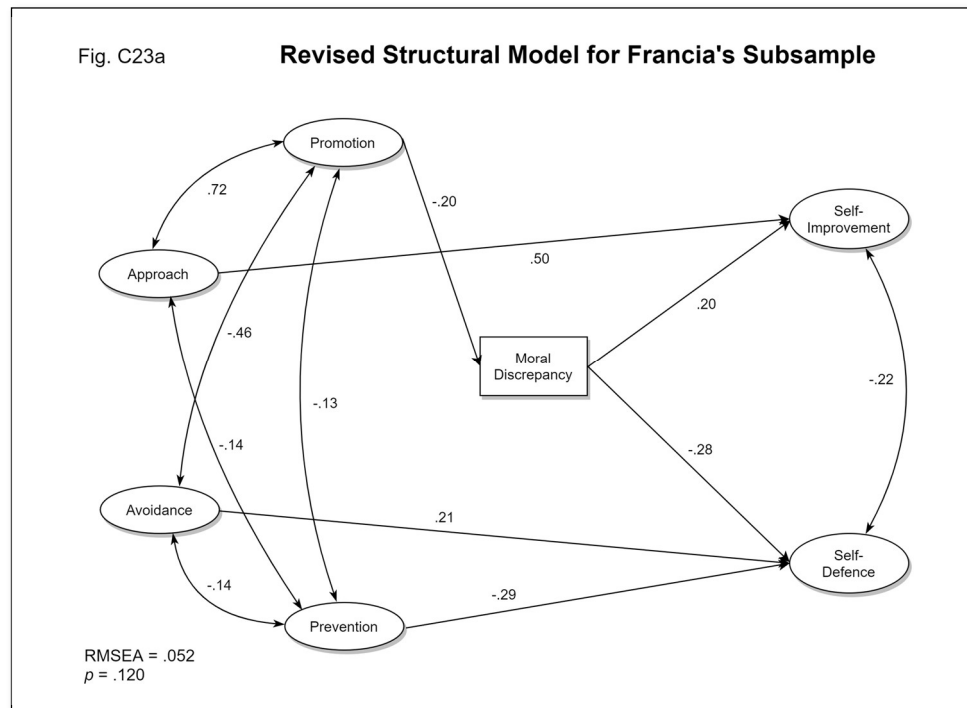 Fig. C23a
Revised Structural Model for Francia's Subsample
Promotion
.72
-.20
Self-
Improvement
Approach
.50
.20
-.46
Moral
Discrepancy
-.22
-.13
-.14
-.28
Avoidance
.21
Self-
Defence
-.14
-.29
Prevention
RMSEA = .052
p = .120